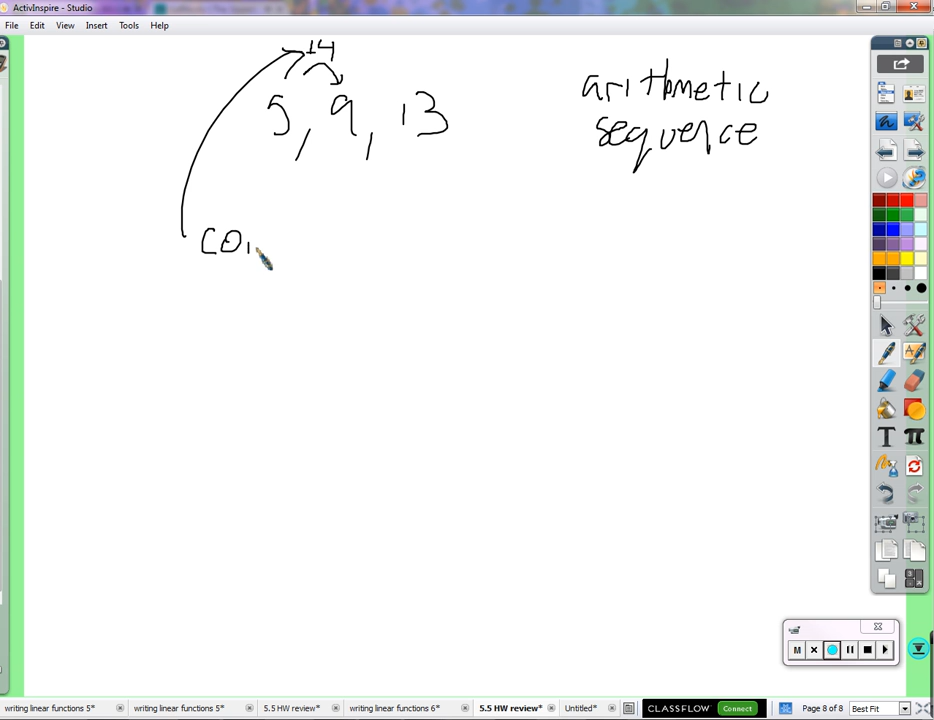 ActivInspire - Studio
File Edit View Insert Tools Help
14
5, 9, 13
arithmetic
sequence
com
M
T π
writing linear functions 5* writing linear functions 5* 5.5 HW review* writing linear functions 6* 5.5 HW review* Untitled* CLASSFLOW Connect Page 8 of 8 Best Fit